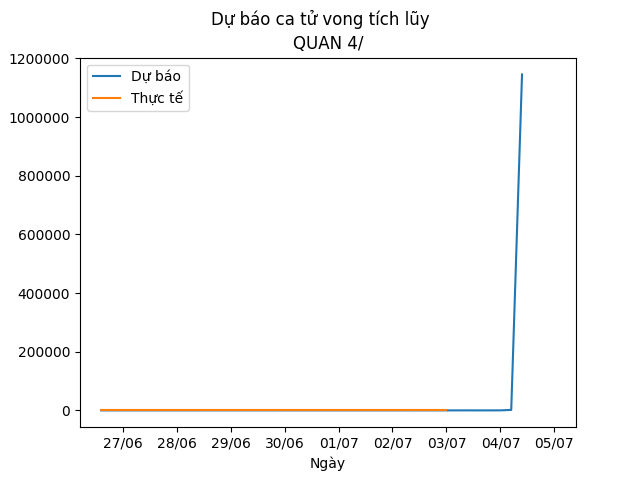 Dự báo ca tử vong tích lũy
QUAN 4/
1200000
1000000
800000
600000
400000
200000
0
Dự báo
Thực tế
27/06 28/06 29/06 30/06 01/07 02/07 03/07 04/07 05/07
Ngày